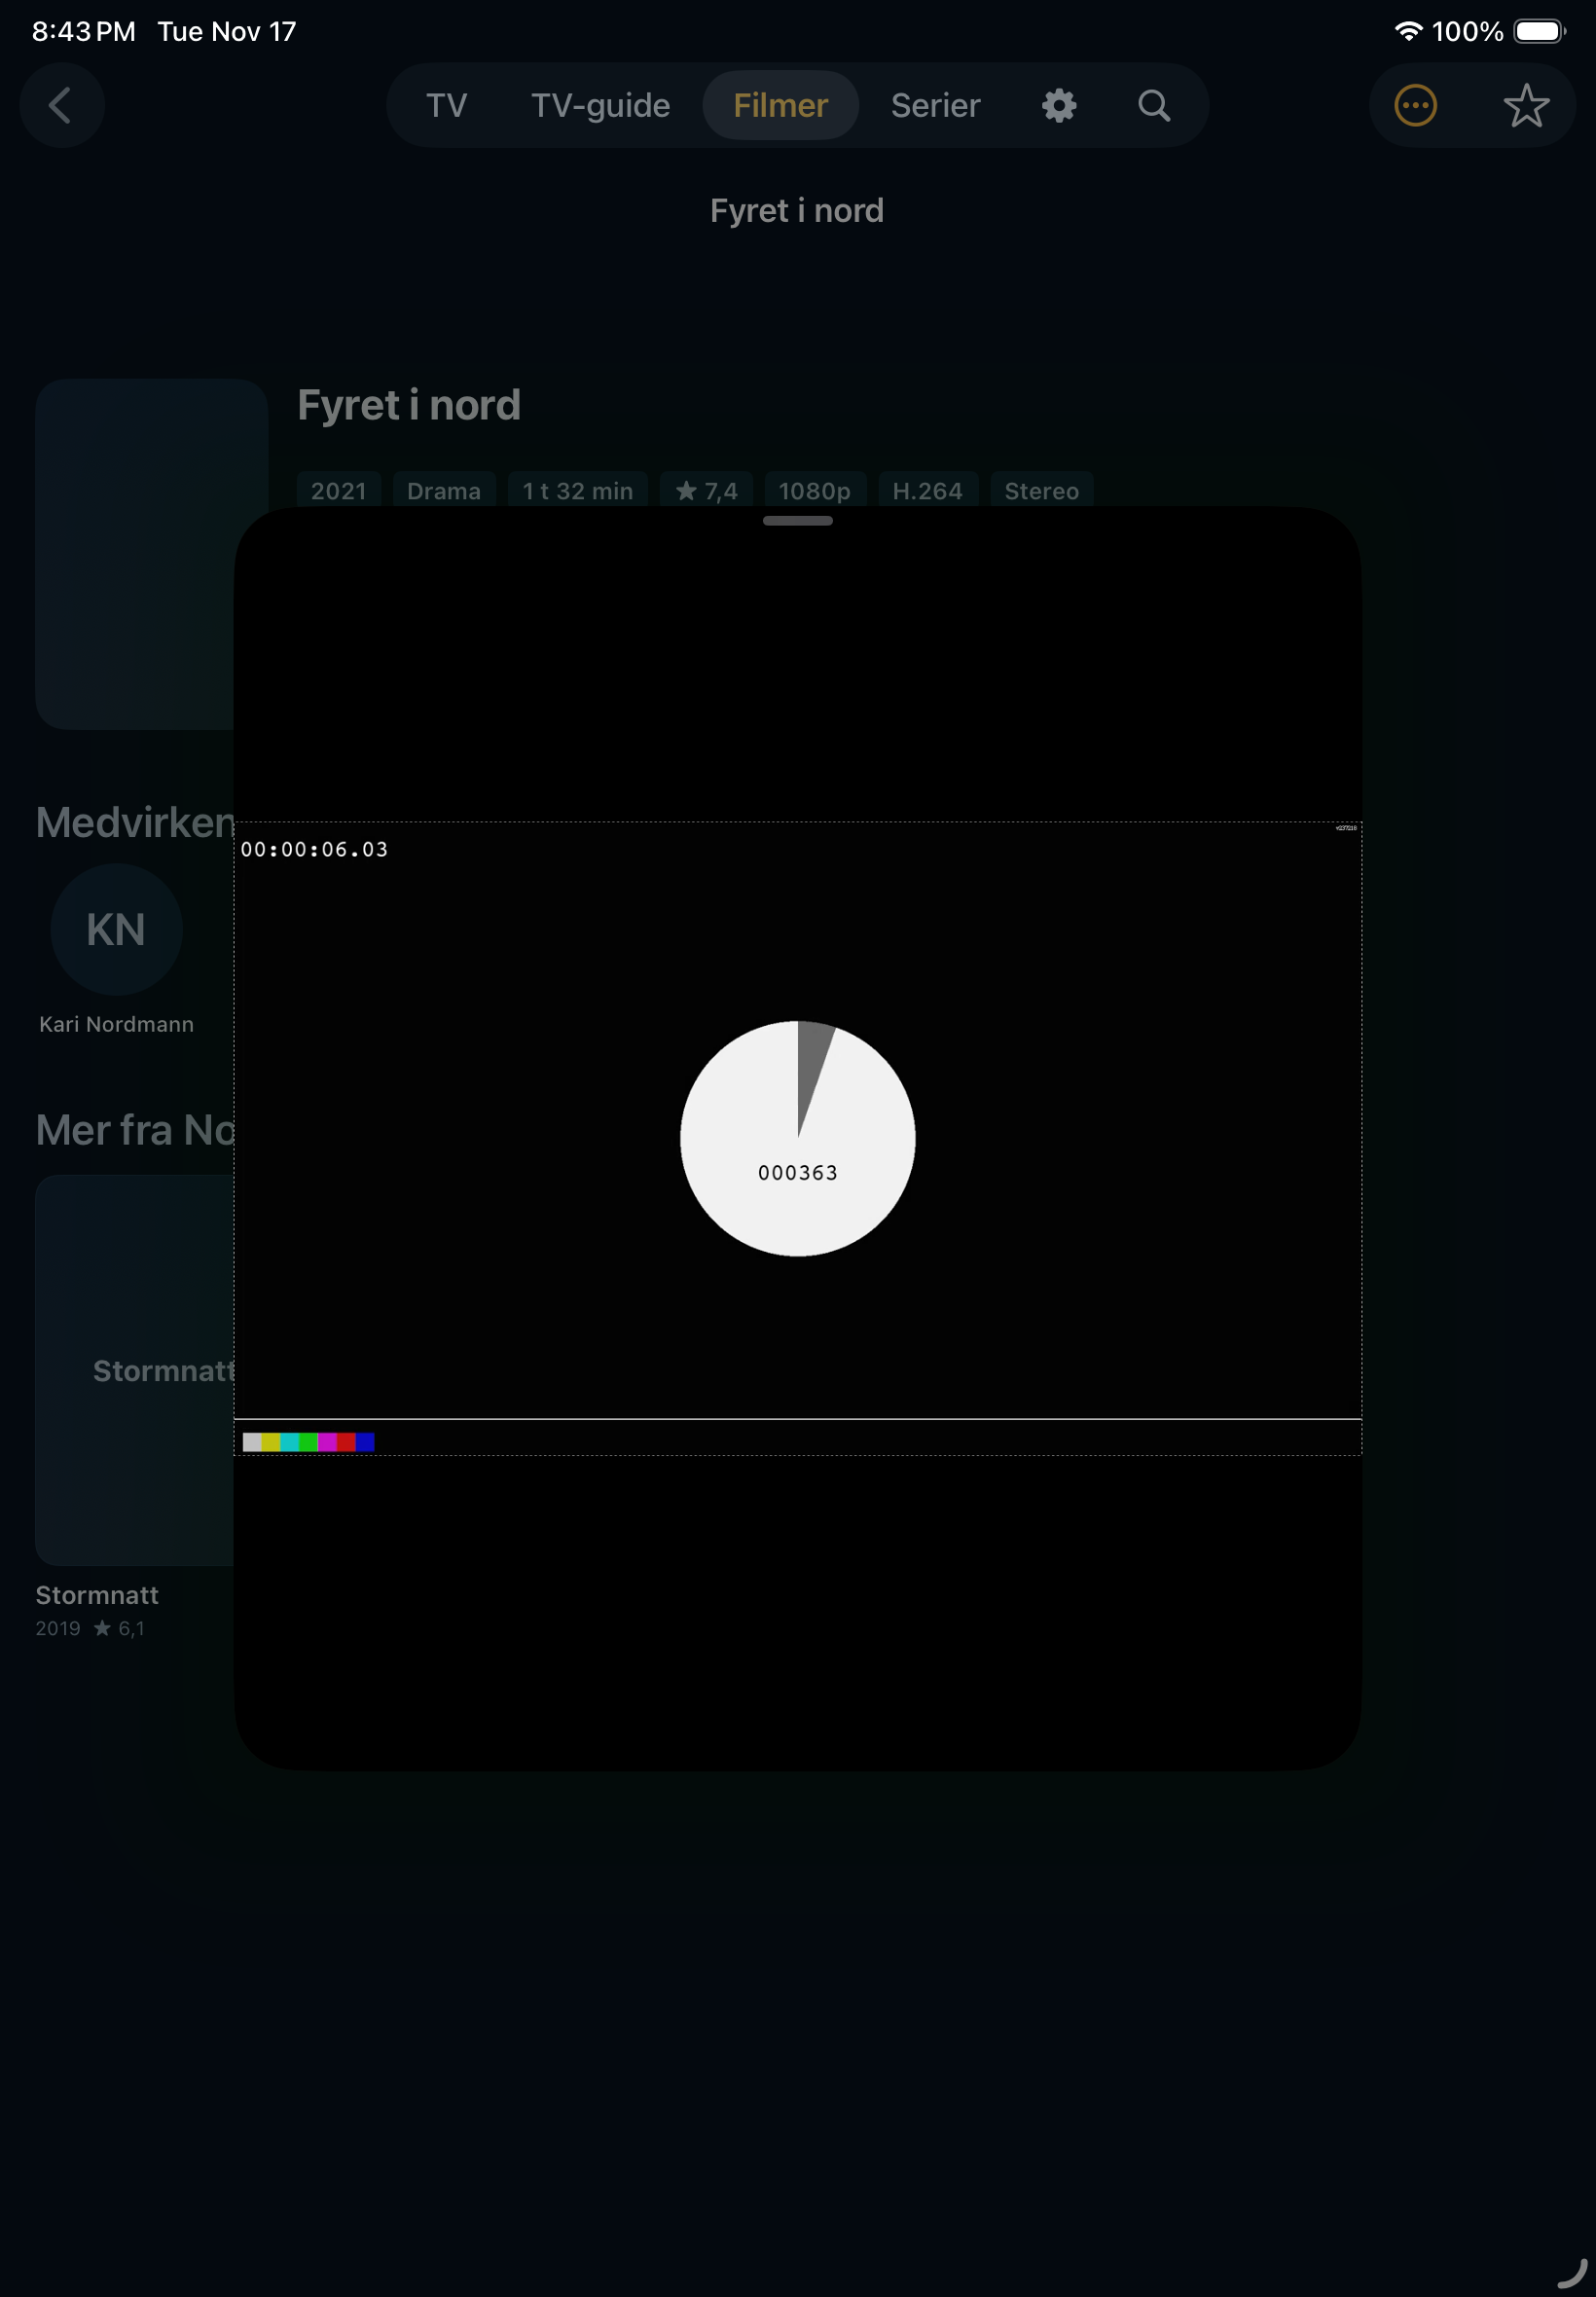 8:43 PM Tue Nov 17 100%
TV TV-guide Filmer Serier
Fyret i nord
Fyret i nord
2021 Drama 1 t 32 min ★ 7,4 1080p H.264 Stereo
Medvirken
00:00:06.03
KN
Kari Nordmann
Mer fra No
000363
Stormnatt
Stormnatt
2019 ★ 6,1